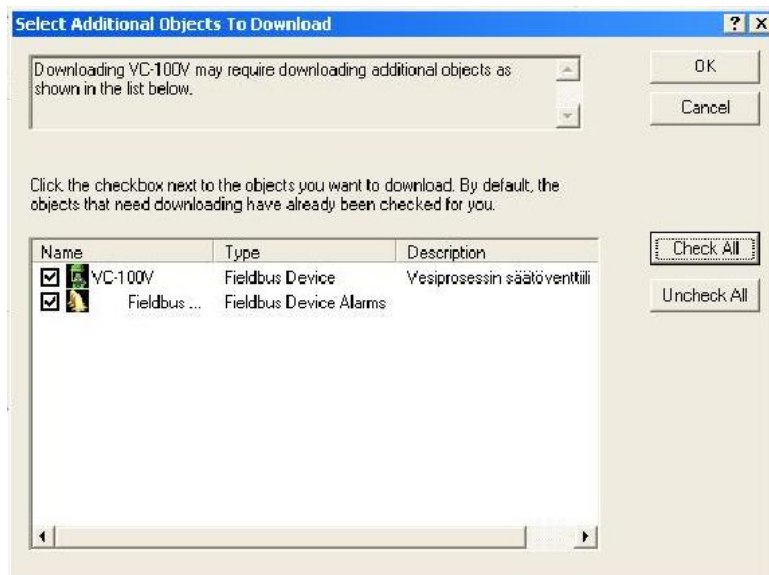 Select Additional Objects To Download
? X
Downloading VC-100V may require downloading additional objects as
shown in the list below.
OK
Cancel
Click the checkbox next to the objects you want to download. By default, the
objects that need downloading have already been checked for you.
Name Type Description
VC-100V Fieldbus Device Vesiprosessin säätöventtiili
Fieldbus ... Fieldbus Device Alarms
Check All
Uncheck All